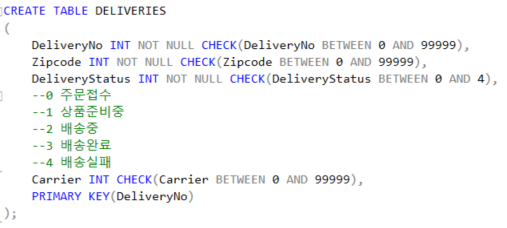 CREATE TABLE DELIVERIES
(
DeliveryNo INT NOT NULL CHECK(DeliveryNo BETWEEN 0 AND 99999),
Zipcode INT NOT NULL CHECK(Zipcode BETWEEN 0 AND 99999),
DeliveryStatus INT NOT NULL CHECK(DeliveryStatus BETWEEN 0 AND 4),
--0 주문접수
--1 상품준비중
--2 배송중
--3 배송완료
--4 배송실패
Carrier INT CHECK(Carrier BETWEEN 0 AND 99999),
PRIMARY KEY(DeliveryNo)
);